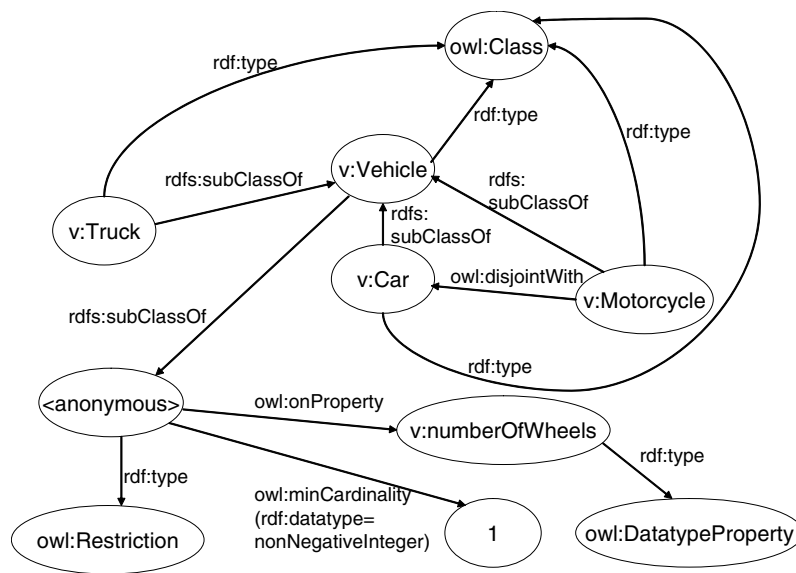 owl:Class
rdf:type
rdf:type
rdf:type
v:Vehicle
rdfs:subClassOf
rdfs:
subClassOf
v:Truck
rdfs:
subClassOf
v:Car
owl:disjointWith
v:Motorcycle
rdfs:subClassOf
rdf:type
<anonymous>
owl:onProperty
v:numberOfWheels
rdf:type
rdf:type
owl:minCardinality
(rdf:datatype=
nonNegativeInteger)
owl:Restriction
1
owl:DatatypeProperty